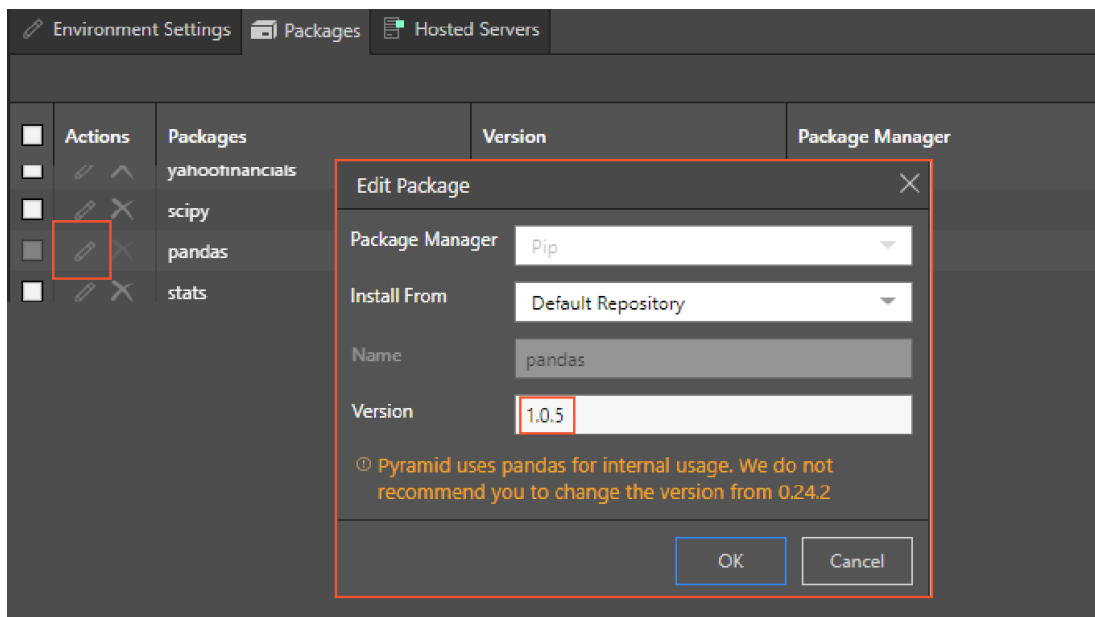 Environment Settings Packages Hosted Servers
Actions Packages Version Package Manager
yahoofinancials
Edit Package
scipy
Package Manager Pip
pandas
Install From Default Repository
stats
Name pandas
Version 1.0.5
Pyramid uses pandas for internal usage. We do not
recommend you to change the version from 0.24.2
OK Cancel